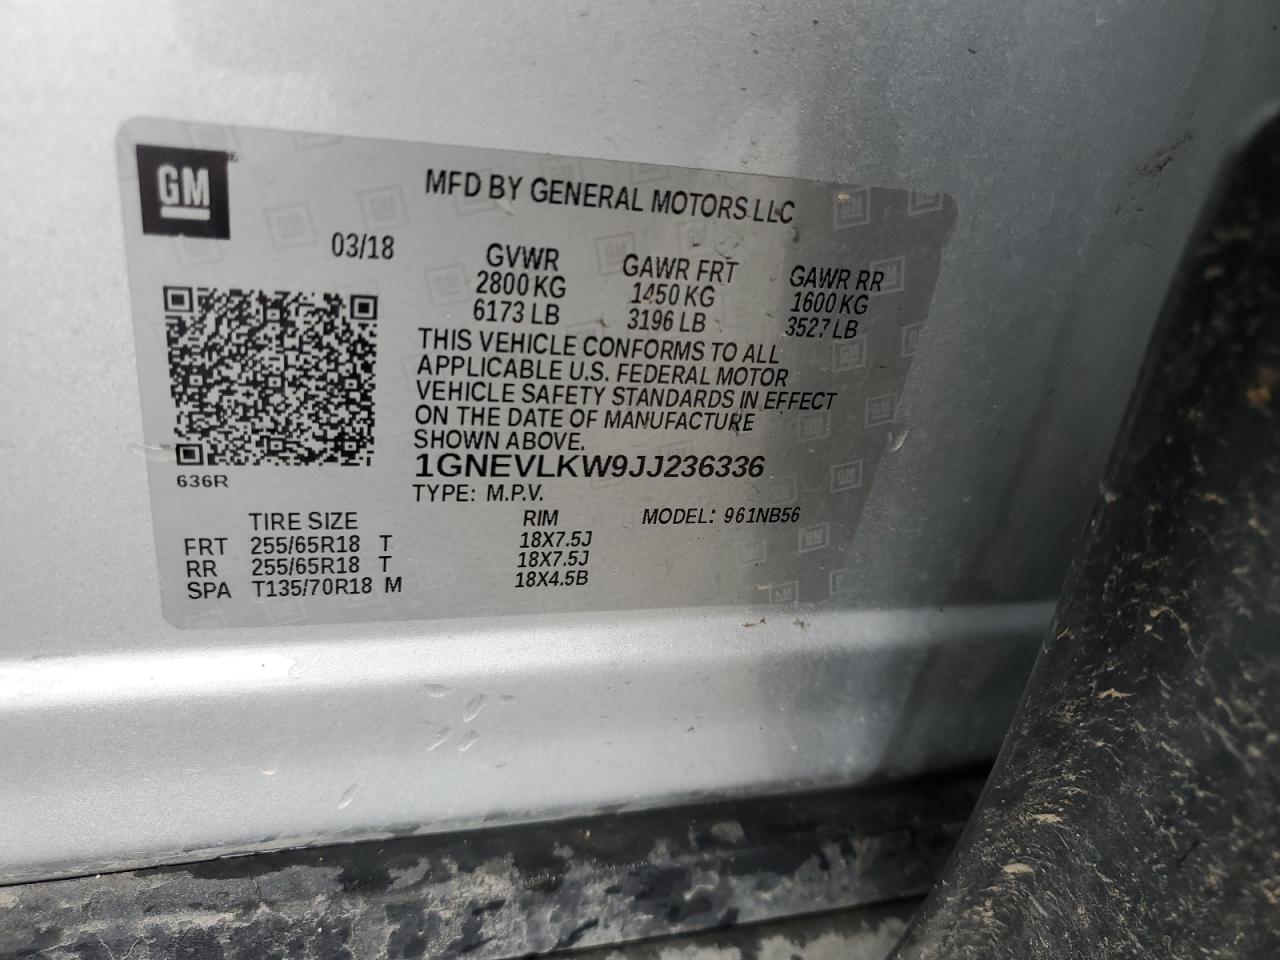 GM
MFD BY GENERAL MOTORS LLC
03/18
GVWR GAWR FRT GAWR RR
2800 KG 1450 KG 1600 KG
6173 LB 3196 LB 3527 LB
THIS VEHICLE CONFORMS TO ALL
APPLICABLE U.S. FEDERAL MOTOR
VEHICLE SAFETY STANDARDS IN EFFECT
ON THE DATE OF MANUFACTURE
SHOWN ABOVE.
1GNEVLKW9JJ236336
636R
TYPE: M.P.V.
TIRE SIZE RIM MODEL: 961NB56
FRT 255/65R18 T 18X7.5J
RR 255/65R18 T 18X7.5J
SPA T135/70R18 M 18X4.5B